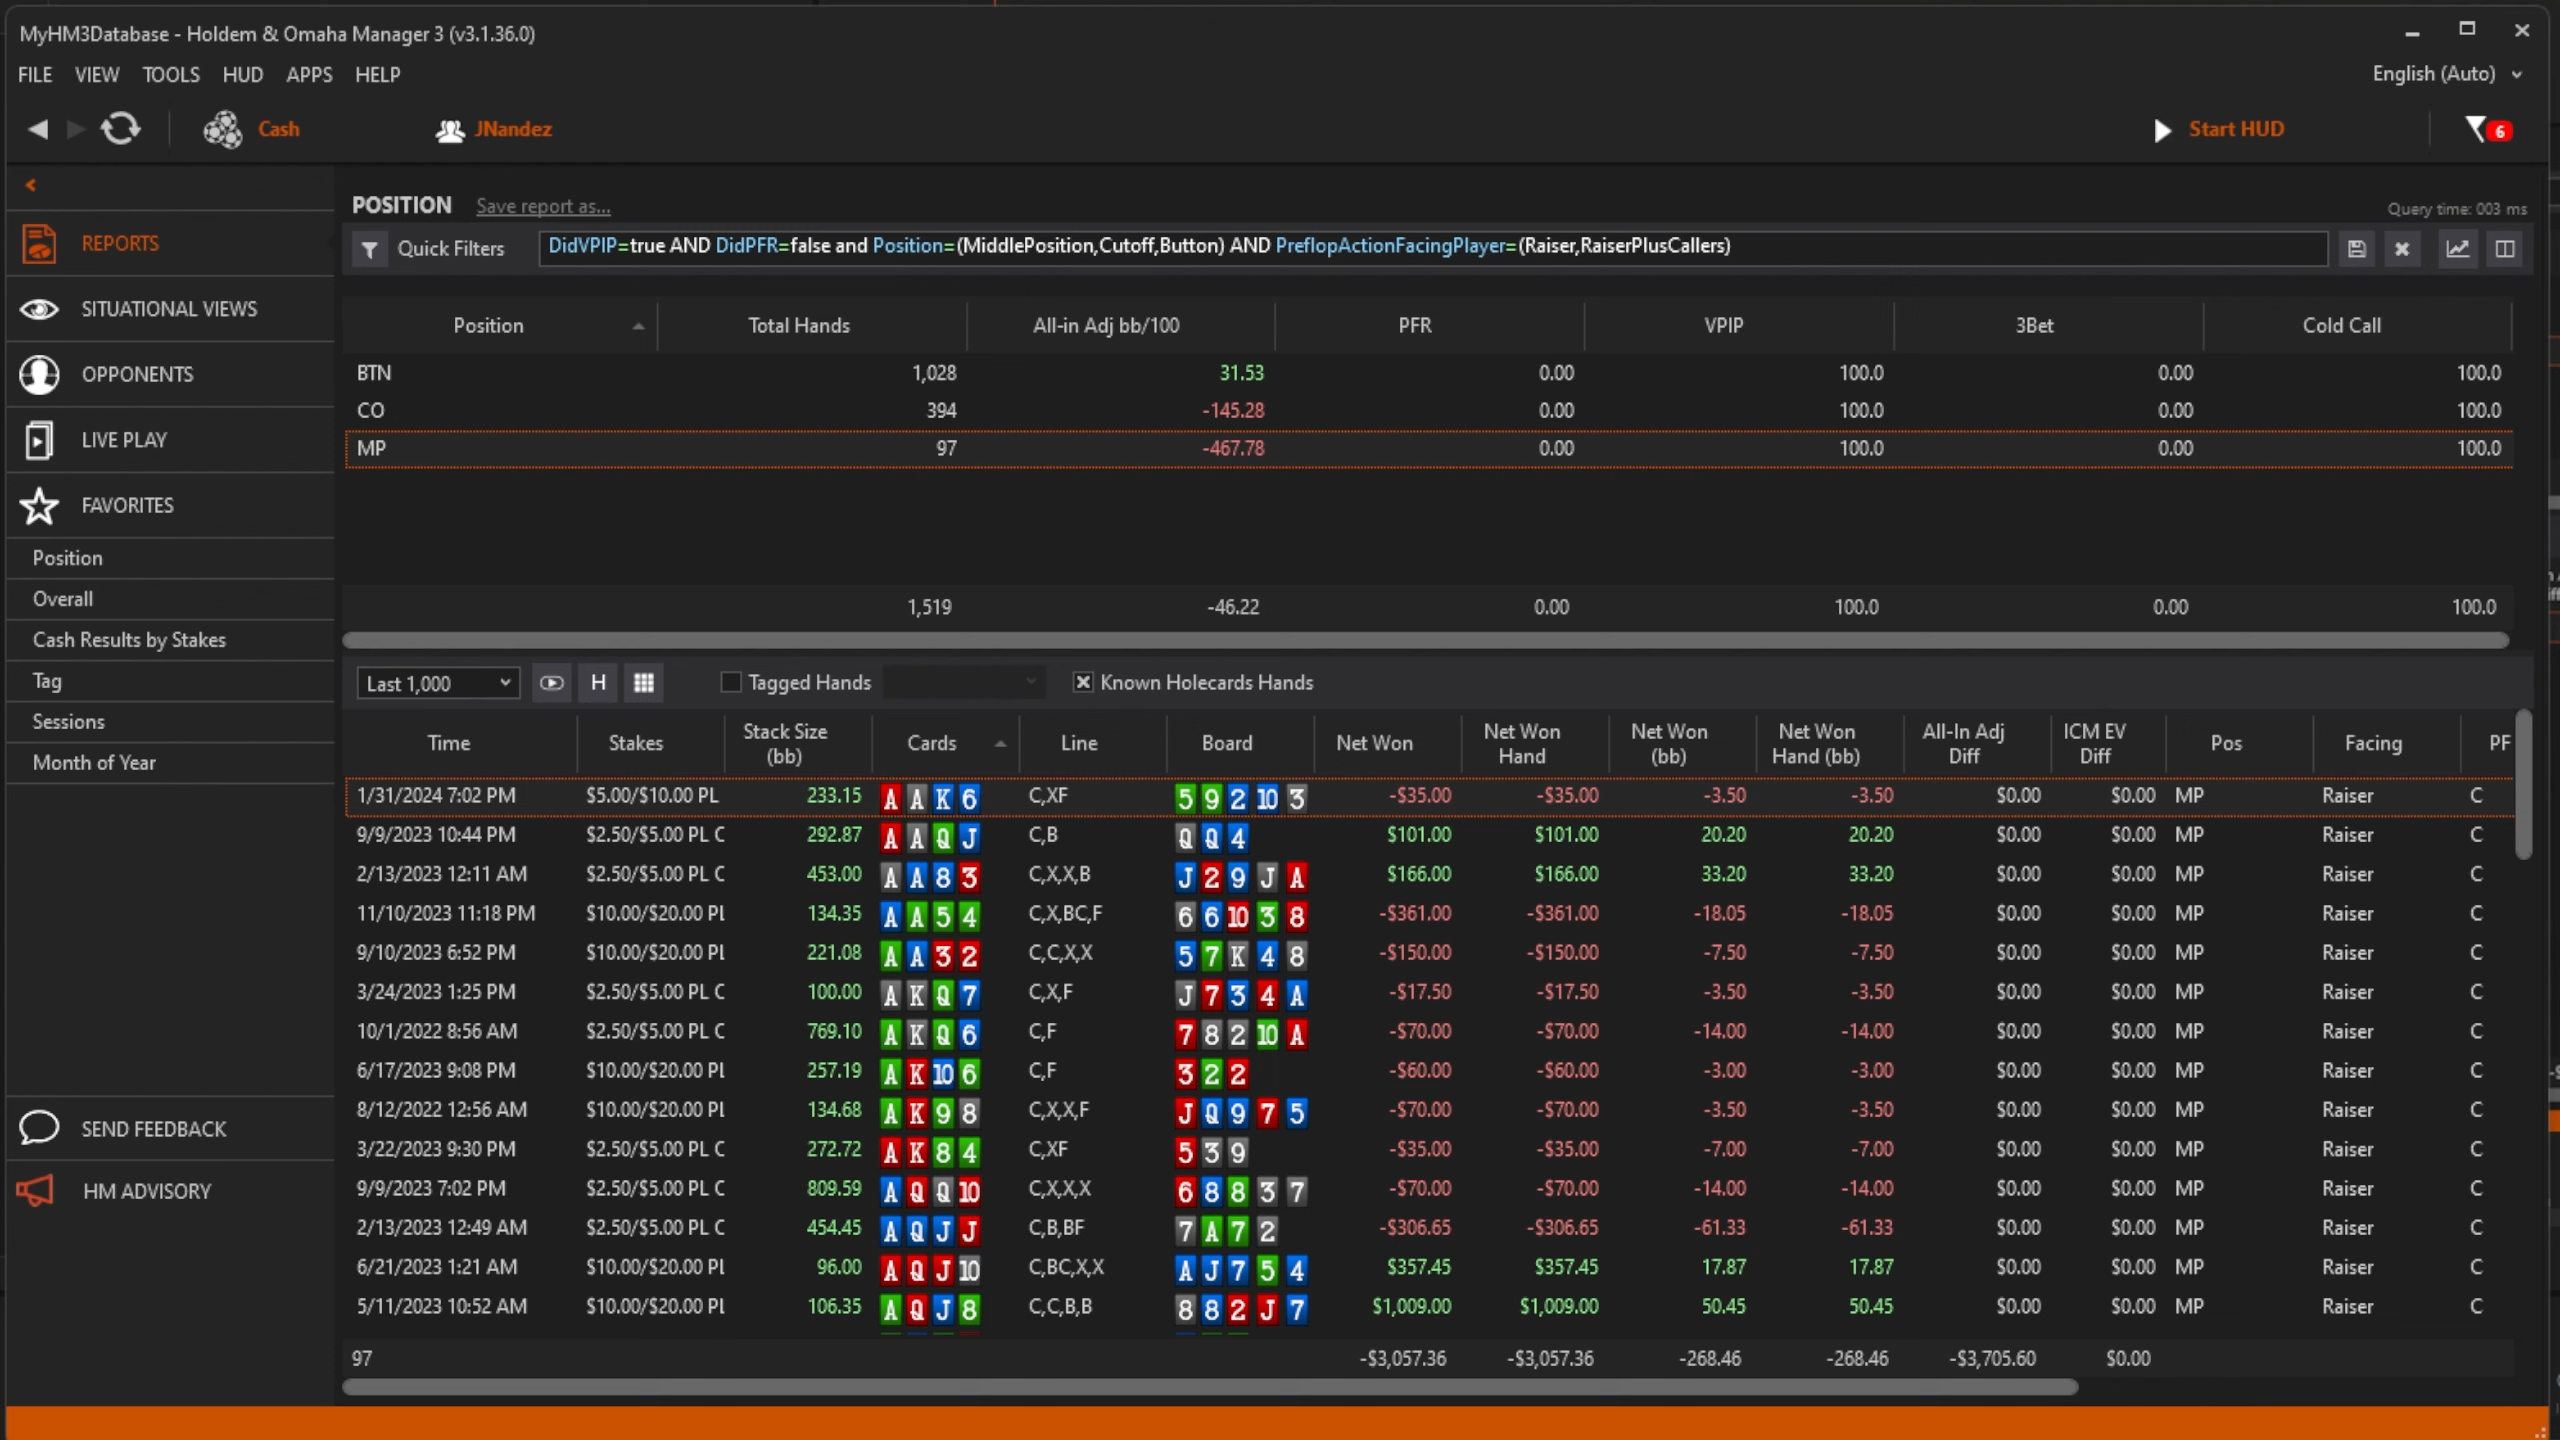 MyHM3Database - Holdem & Omaha Manager 3 (v3.1.36.0)
FILE VIEW TOOLS HUD APPS HELP
English (Auto)
Cash JNandez Start HUD 6
REPORTS
SITUATIONAL VIEWS
OPPONENTS
LIVE PLAY
FAVORITES
Position
Overall
Cash Results by Stakes
Tag
Sessions
Month of Year
SEND FEEDBACK
HM ADVISORY
POSITION Save report as...
Query time: 003 ms
Quick Filters DidVPIP=true AND DidPFR=false and Position=(MiddlePosition,Cutoff,Button) AND PreflopActionFacingPlayer=(Raiser,RaiserPlusCallers)
Position Total Hands All-in Adj bb/100 PFR VPIP 3Bet Cold Call
BTN 1,028 31.53 0.00 100.0 0.00 100.0
CO 394 -145.28 0.00 100.0 0.00 100.0
MP 97 -467.78 0.00 100.0 0.00 100.0
1,519 -46.22 0.00 100.0 0.00 100.0
Last 1,000 H Tagged Hands Known Holecards Hands
Time Stakes Stack Size (bb) Cards Line Board Net Won Net Won Hand Net Won (bb) Net Won Hand (bb) All-In Adj Diff ICM EV Diff Pos Facing PF
1/31/2024 7:02 PM $5.00/$10.00 PL 233.15 A A K 6 C,XF 5 9 2 10 3 -$35.00 -$35.00 -3.50 -3.50 $0.00 $0.00 MP Raiser C
9/9/2023 10:44 PM $2.50/$5.00 PL C 292.87 A A Q J C,B Q Q 4 $101.00 $101.00 20.20 20.20 $0.00 $0.00 MP Raiser C
2/13/2023 12:11 AM $2.50/$5.00 PL C 453.00 A A 8 3 C,X,X,B J 2 9 J A $166.00 $166.00 33.20 33.20 $0.00 $0.00 MP Raiser C
11/10/2023 11:18 PM $10.00/$20.00 PL 134.35 A A 5 4 C,X,BC,F 6 6 10 3 8 -$361.00 -$361.00 -18.05 -18.05 $0.00 $0.00 MP Raiser C
9/10/2023 6:52 PM $10.00/$20.00 PL 221.08 A A 3 2 C,C,X,X 5 7 K 4 8 -$150.00 -$150.00 -7.50 -7.50 $0.00 $0.00 MP Raiser C
3/24/2023 1:25 PM $2.50/$5.00 PL C 100.00 A K Q 7 C,X,F J 7 3 4 A -$17.50 -$17.50 -3.50 -3.50 $0.00 $0.00 MP Raiser C
10/1/2022 8:56 AM $2.50/$5.00 PL C 769.10 A K Q 6 C,F 7 8 2 10 A -$70.00 -$70.00 -14.00 -14.00 $0.00 $0.00 MP Raiser C
6/17/2023 9:08 PM $10.00/$20.00 PL 257.19 A K 10 6 C,F 3 2 2 -$60.00 -$60.00 -3.00 -3.00 $0.00 $0.00 MP Raiser C
8/12/2022 12:56 AM $10.00/$20.00 PL 134.68 A K 9 8 C,X,X,F J Q 9 7 5 -$70.00 -$70.00 -3.50 -3.50 $0.00 $0.00 MP Raiser C
3/22/2023 9:30 PM $2.50/$5.00 PL C 272.72 A K 8 4 C,XF 5 3 9 -$35.00 -$35.00 -7.00 -7.00 $0.00 $0.00 MP Raiser C
9/9/2023 7:02 PM $2.50/$5.00 PL C 809.59 A Q Q 10 C,X,X,X 6 8 8 3 7 -$70.00 -$70.00 -14.00 -14.00 $0.00 $0.00 MP Raiser C
2/13/2023 12:49 AM $2.50/$5.00 PL C 454.45 A Q J J C,B,BF 7 A 7 2 -$306.65 -$306.65 -61.33 -61.33 $0.00 $0.00 MP Raiser C
6/21/2023 1:21 AM $10.00/$20.00 PL 96.00 A Q J 10 C,BC,X,X A J 7 5 4 $357.45 $357.45 17.87 17.87 $0.00 $0.00 MP Raiser C
5/11/2023 10:52 AM $10.00/$20.00 PL 106.35 A Q J 8 C,C,B,B 8 8 2 J 7 $1,009.00 $1,009.00 50.45 50.45 $0.00 $0.00 MP Raiser C
97 -$3,057.36 -$3,057.36 -268.46 -268.46 -$3,705.60 $0.00